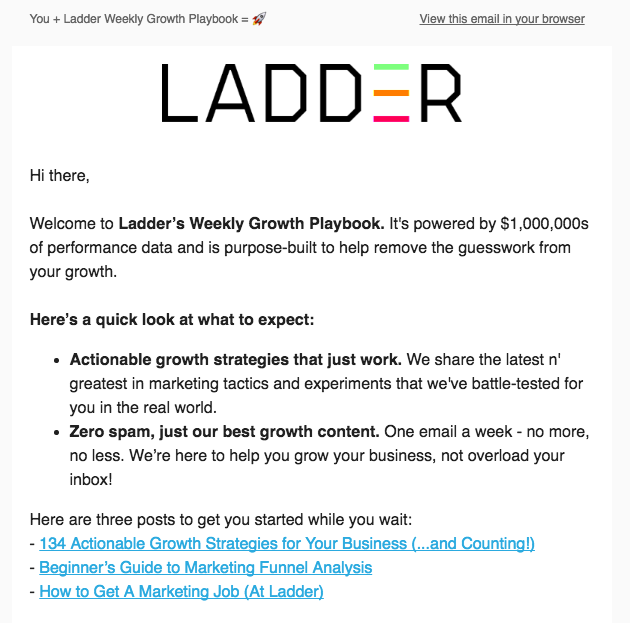 You + Ladder Weekly Growth Playbook = 🚀 View this email in your browser
LADDER
Hi there,
Welcome to Ladder’s Weekly Growth Playbook. It's powered by $1,000,000s
of performance data and is purpose-built to help remove the guesswork from
your growth.
Here’s a quick look at what to expect:
• Actionable growth strategies that just work. We share the latest n'
greatest in marketing tactics and experiments that we've battle-tested for
you in the real world.
• Zero spam, just our best growth content. One email a week - no more,
no less. We’re here to help you grow your business, not overload your
inbox!
Here are three posts to get you started while you wait:
- 134 Actionable Growth Strategies for Your Business (...and Counting!)
- Beginner’s Guide to Marketing Funnel Analysis
- How to Get A Marketing Job (At Ladder)